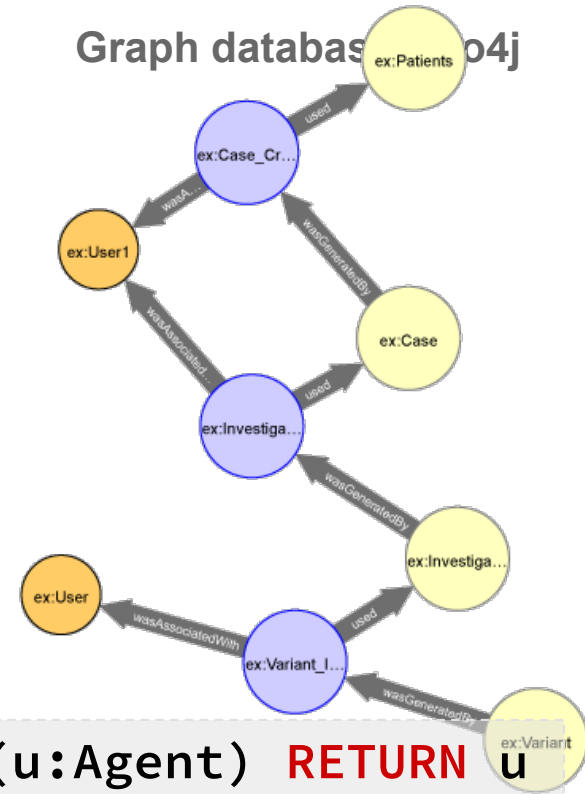 Graph databas o4j
ex:Patients
used
ex:Case_Cr...
wasA...
ex:User1
wasGeneratedBy
wasAssociated...
ex:Case
used
ex:Investiga...
wasGeneratedBy
ex:Investiga...
ex:User
used
wasAssociatedWith
ex:Variant_I...
wasGeneratedBy
ex:Variant
(u:Agent) RETURN u